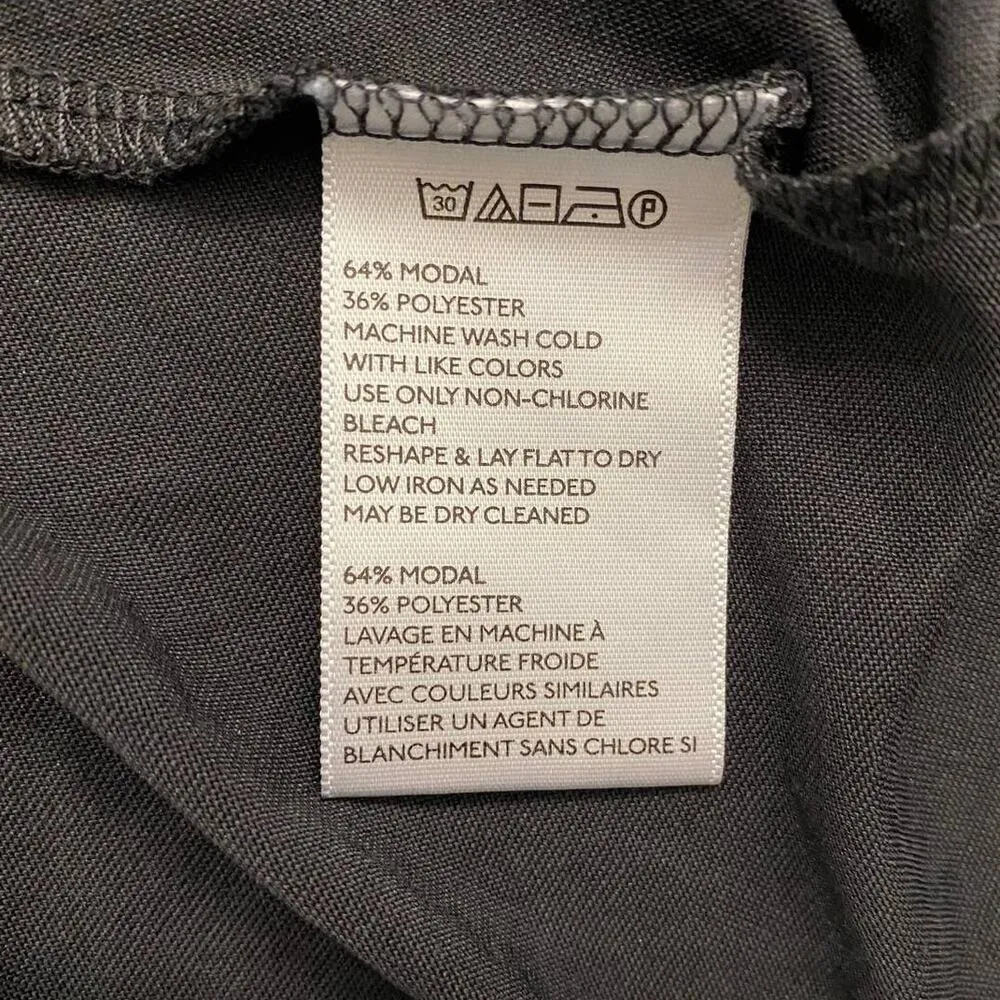 30 P
64% MODAL
36% POLYESTER
MACHINE WASH COLD
WITH LIKE COLORS
USE ONLY NON-CHLORINE
BLEACH
RESHAPE & LAY FLAT TO DRY
LOW IRON AS NEEDED
MAY BE DRY CLEANED
64% MODAL
36% POLYESTER
LAVAGE EN MACHINE À
TEMPÉRATURE FROIDE
AVEC COULEURS SIMILAIRES
UTILISER UN AGENT DE
BLANCHIMENT SANS CHLORE SI